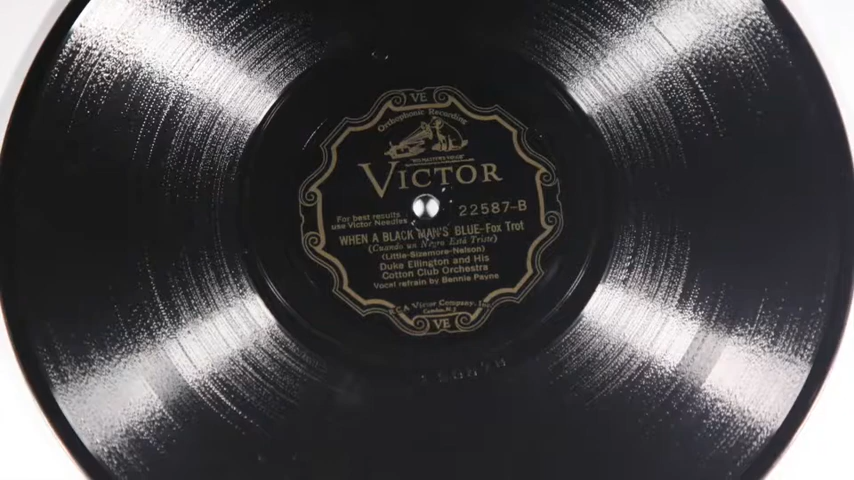 VE
Orthophonic Recording
"HIS MASTER'S VOICE"
VICTOR
For best results
use Victor Needles
22587-B
WHEN A BLACK MAN'S BLUE-Fox Trot
(Cuando un Negro Está Triste)
(Little-Sizemore-Nelson)
Duke Ellington and His
Cotton Club Orchestra
Vocal refrain by Bennie Payne
Victor Company, Inc.
Camden, N.J.
VE